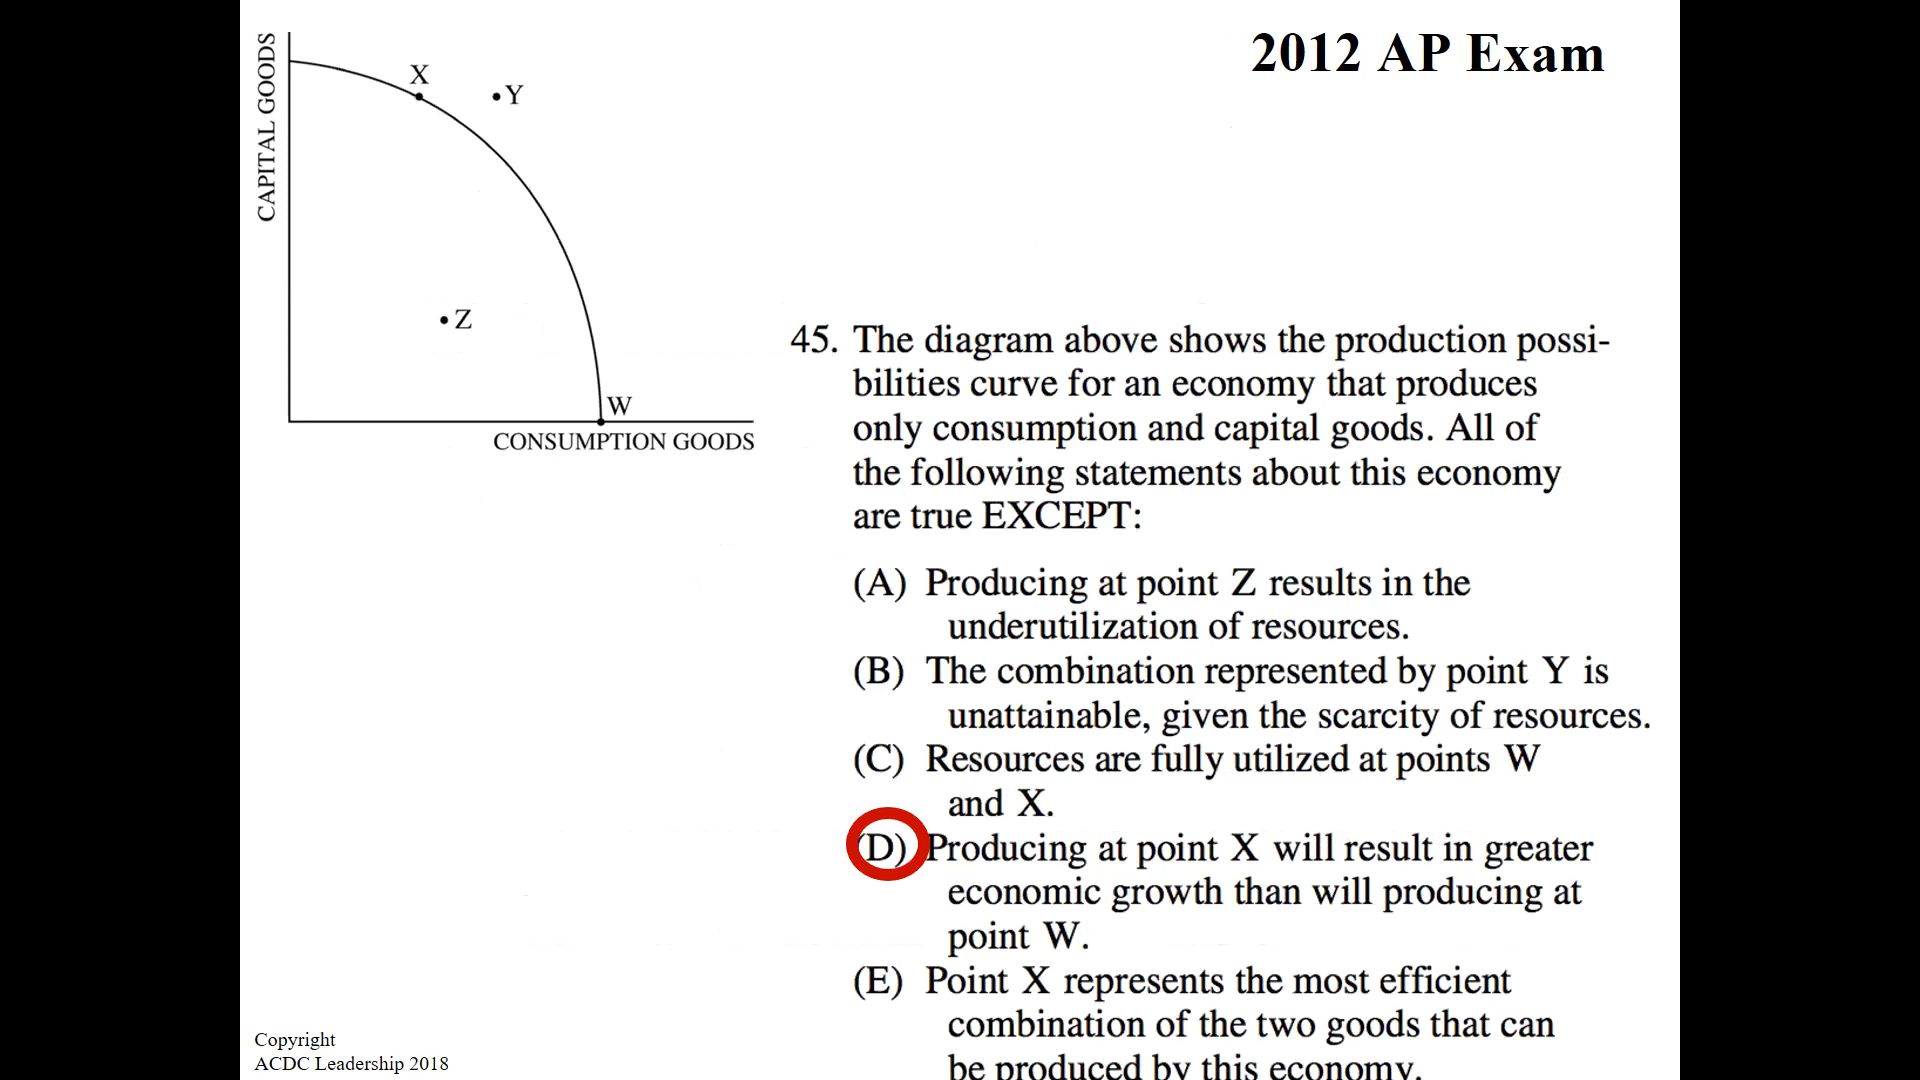 2012 AP Exam
CAPITAL GOODS
X
Y
Z
W
CONSUMPTION GOODS
45. The diagram above shows the production possi-
bilities curve for an economy that produces
only consumption and capital goods. All of
the following statements about this economy
are true EXCEPT:
(A) Producing at point Z results in the
underutilization of resources.
(B) The combination represented by point Y is
unattainable, given the scarcity of resources.
(C) Resources are fully utilized at points W
and X.
(D) Producing at point X will result in greater
economic growth than will producing at
point W.
(E) Point X represents the most efficient
combination of the two goods that can
be produced by this economy.
Copyright
ACDC Leadership 2018